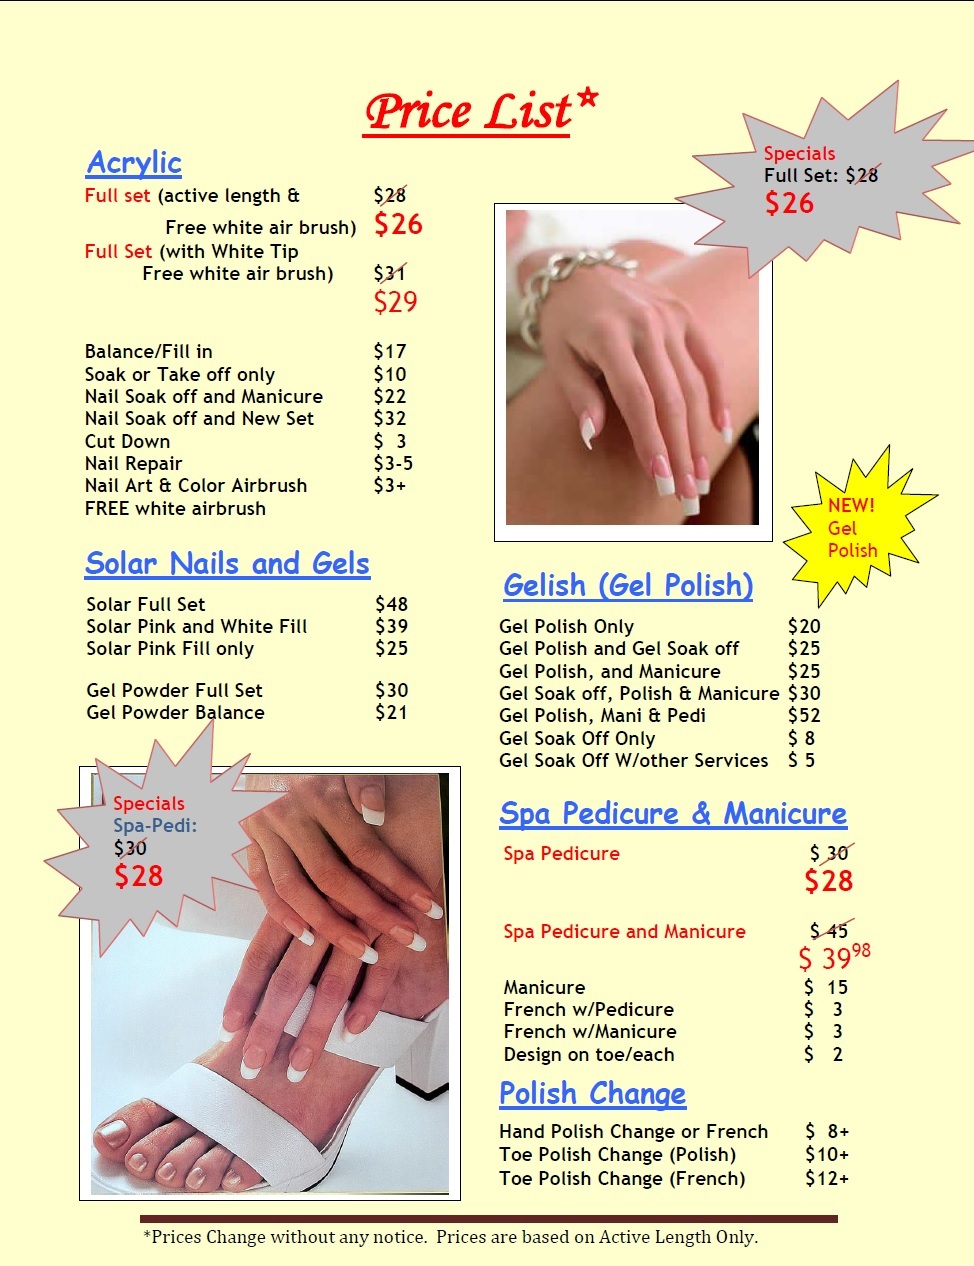 Price List*
Specials
Full Set: $28
$26
Acrylic
Full set (active length & $28
Free white air brush) $26
Full Set (with White Tip
Free white air brush) $31
$29
Balance/Fill in $17
Soak or Take off only $10
Nail Soak off and Manicure $22
Nail Soak off and New Set $32
Cut Down $ 3
Nail Repair $3-5
Nail Art & Color Airbrush $3+
FREE white airbrush
NEW!
Gel
Polish
Solar Nails and Gels
Solar Full Set $48
Solar Pink and White Fill $39
Solar Pink Fill only $25
Gel Powder Full Set $30
Gel Powder Balance $21
Specials
Spa-Pedi:
$30
$28
Gelish (Gel Polish)
Gel Polish Only $20
Gel Polish and Gel Soak off $25
Gel Polish, and Manicure $25
Gel Soak off, Polish & Manicure $30
Gel Polish, Mani & Pedi $52
Gel Soak Off Only $ 8
Gel Soak Off W/other Services $ 5
Spa Pedicure & Manicure
Spa Pedicure $ 30
$28
Spa Pedicure and Manicure $ 45
$ 39 98
Manicure $ 15
French w/Pedicure $ 3
French w/Manicure $ 3
Design on toe/each $ 2
Polish Change
Hand Polish Change or French $ 8+
Toe Polish Change (Polish) $10+
Toe Polish Change (French) $12+
*Prices Change without any notice. Prices are based on Active Length Only.